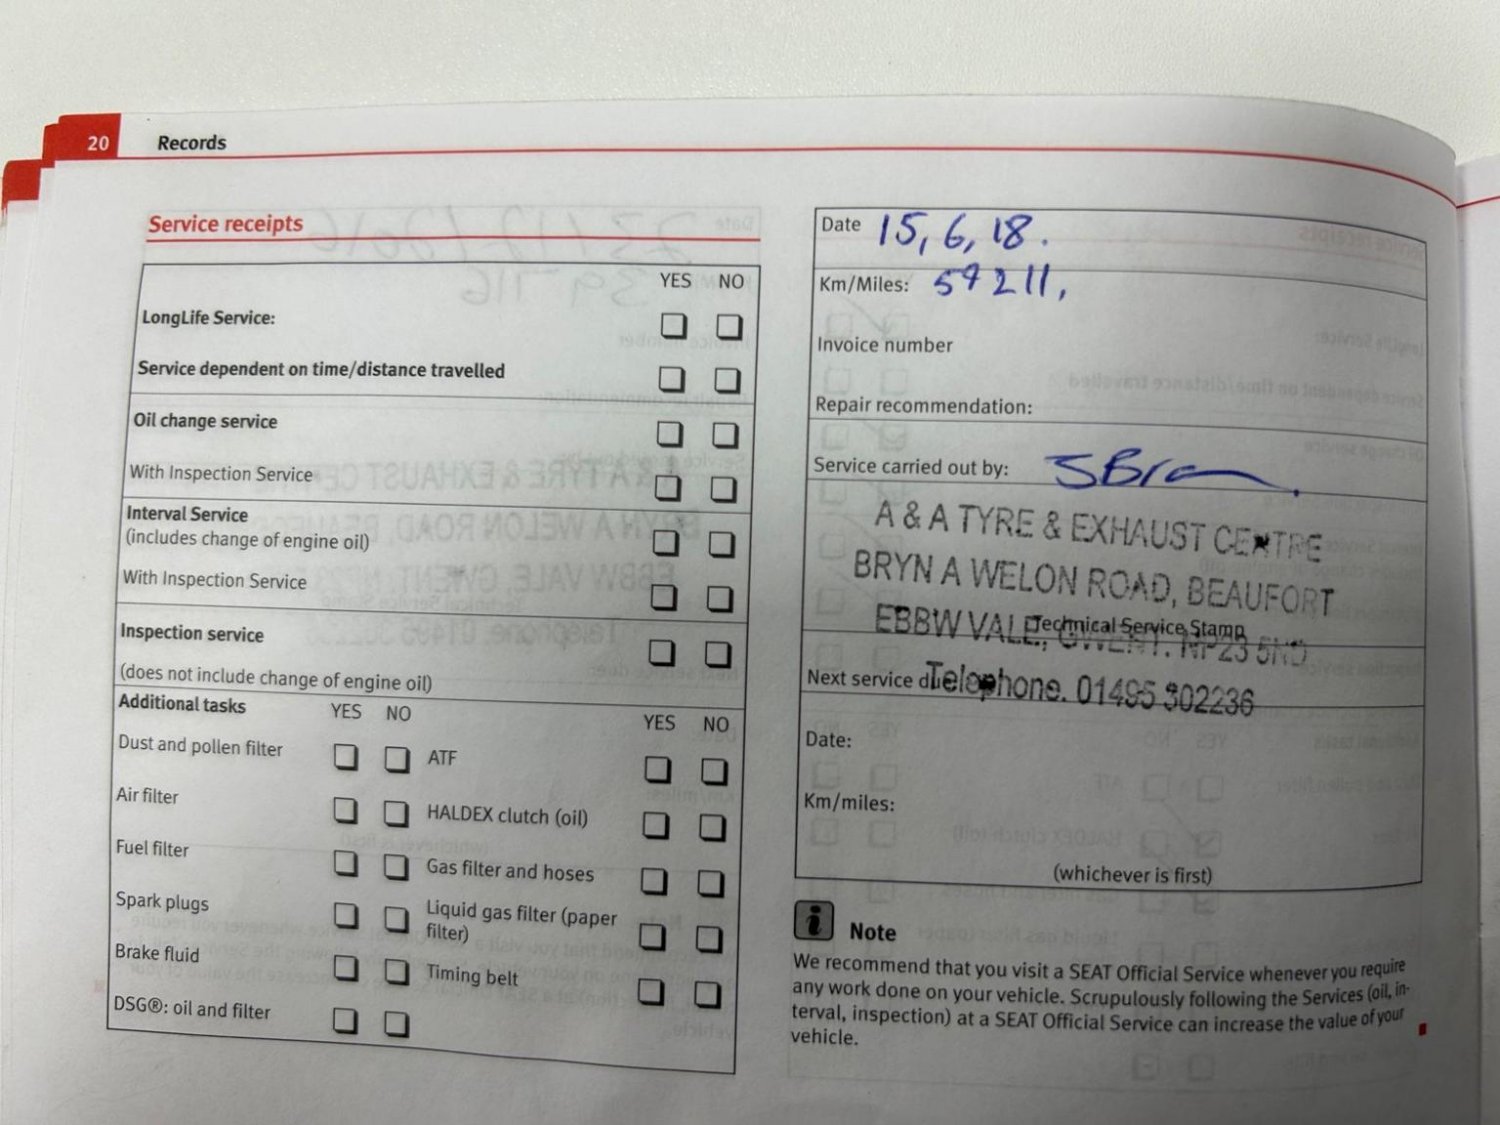 20 Records
Service receipts
YES NO
LongLife Service:
Service dependent on time/distance travelled
Oil change service
With Inspection Service
Interval Service
(includes change of engine oil)
With Inspection Service
Inspection service
(does not include change of engine oil)
Additional tasks YES NO
YES NO
Dust and pollen filter
ATF
Air filter
HALDEX clutch (oil)
Fuel filter
Gas filter and hoses
Spark plugs
Liquid gas filter (paper
filter)
Brake fluid
Timing belt
DSG®: oil and filter
Date 15, 6, 18.
Km/Miles: 59211,
Invoice number
Repair recommendation:
Service carried out by:
A & A TYRE & EXHAUST CENTRE
BRYN A WELON ROAD, BEAUFORT
EBBW VALE, GWENT. NP23 5ND
Technical Service Stamp
Telephone. 01495 302236
Next service
Date:
Km/miles:
(whichever is first)
Note
We recommend that you visit a SEAT Official Service whenever you require
any work done on your vehicle. Scrupulously following the Services (oil, in-
terval, inspection) at a SEAT Official Service can increase the value of your
vehicle.